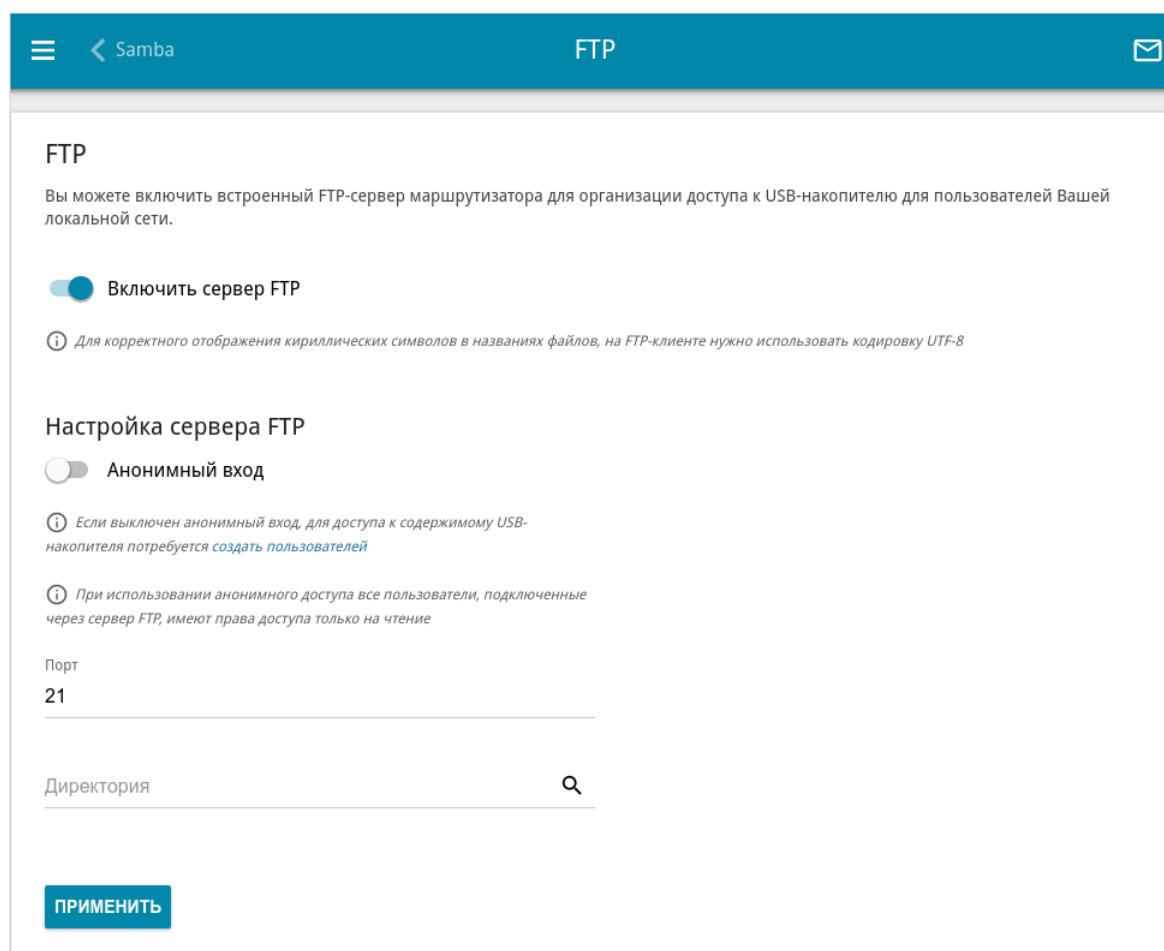 Samba
FTP
FTP
Вы можете включить встроенный FTP-сервер маршрутизатора для организации доступа к USB-накопителю для пользователей Вашей
локальной сети.
Включить сервер FTP
Для корректного отображения кириллических символов в названиях файлов, на FTP-клиенте нужно использовать кодировку UTF-8
Настройка сервера FTP
Анонимный вход
Если выключен анонимный вход, для доступа к содержимому USB-
накопителя потребуется создать пользователей
При использовании анонимного доступа все пользователи, подключенные
через сервер FTP, имеют права доступа только на чтение
Порт
21
Директория
ПРИМЕНИТЬ